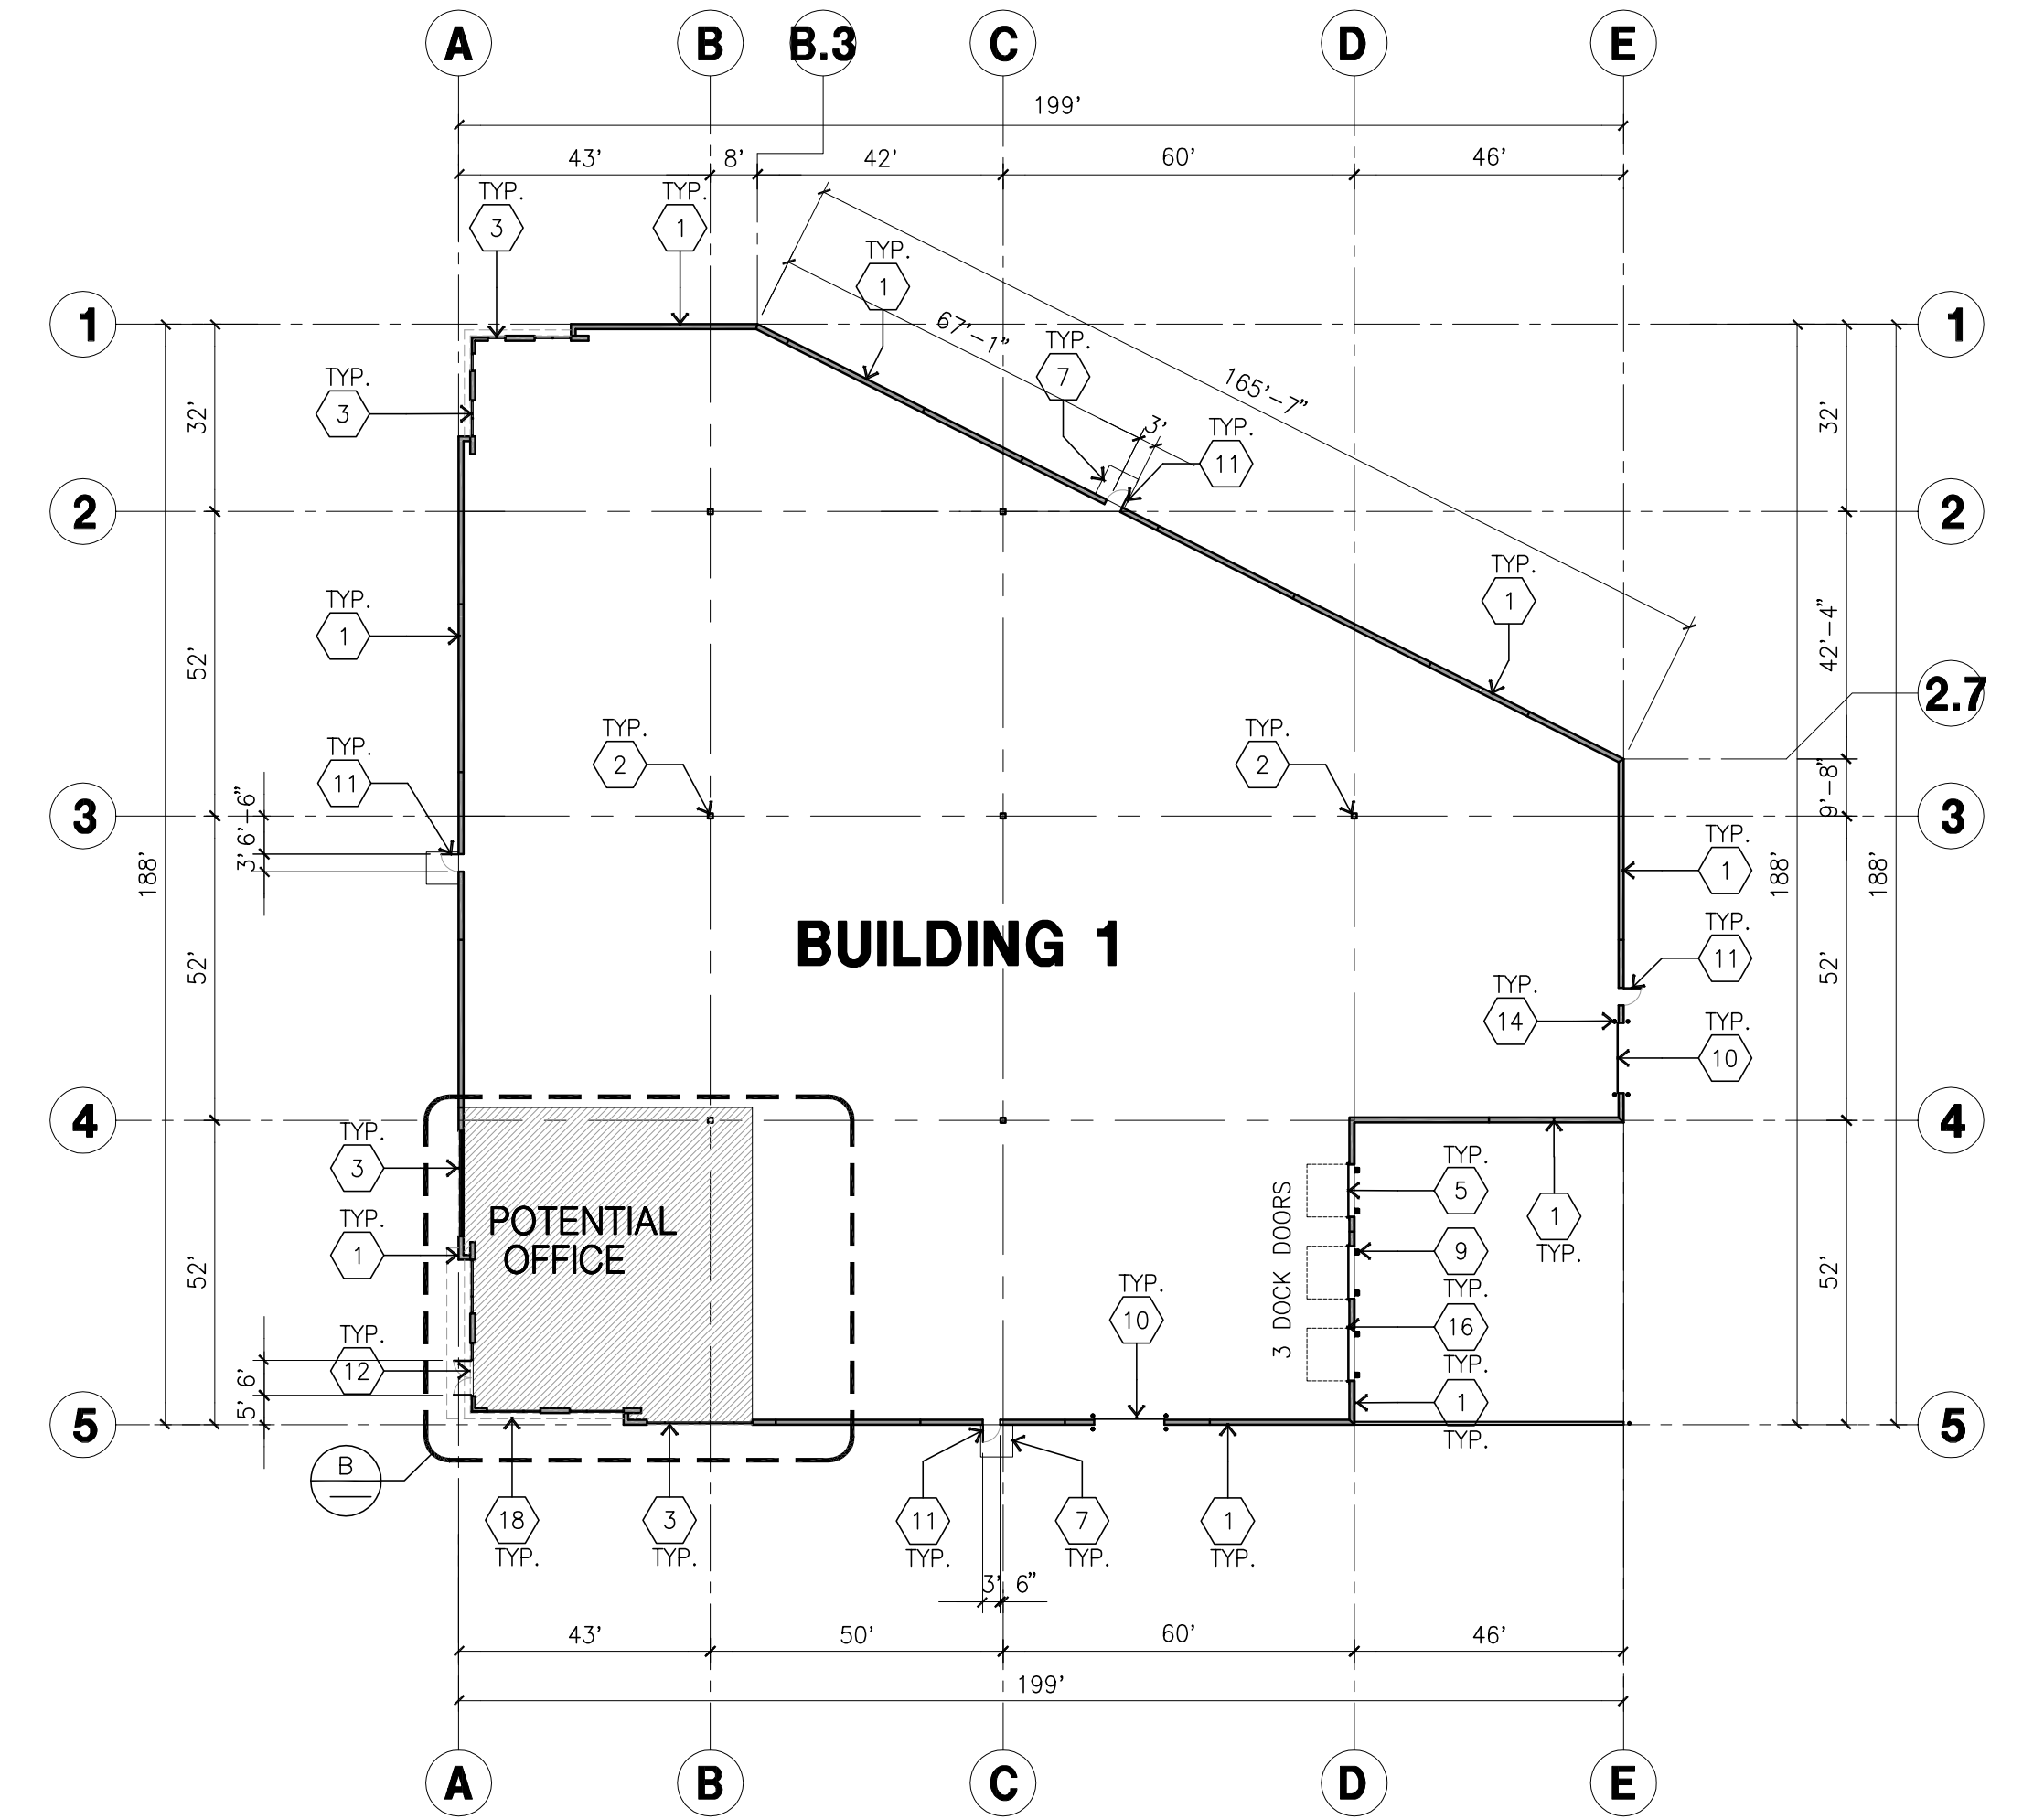 A B B.3 C D E
199'
43' 8' 42' 60' 46'
TYP. TYP.
3 1
TYP.
1
67'-1"
165'-7"
TYP.
7
3'
TYP.
11
1 1
TYP.
3
32' 32'
2 2
TYP.
1
TYP.
1
52' 42'-4"
2.7
TYP. TYP.
2 2
TYP.
11
9'-8"
3 3
6'-6"
3'
188' 188' 188'
TYP.
1
BUILDING 1
TYP.
11
52' 52'
TYP.
14
TYP.
10
4 4
TYP.
3
TYP.
5
POTENTIAL
OFFICE
3 DOCK DOORS
1
TYP.
TYP.
1
9
TYP.
52' 52'
TYP.
10
16
TYP.
TYP.
12
6'
5'
1
TYP.
5 5
B
18 3 11 7 1
TYP. TYP. TYP. TYP. TYP.
3' 6"
43' 50' 60' 46'
199'
A B C D E